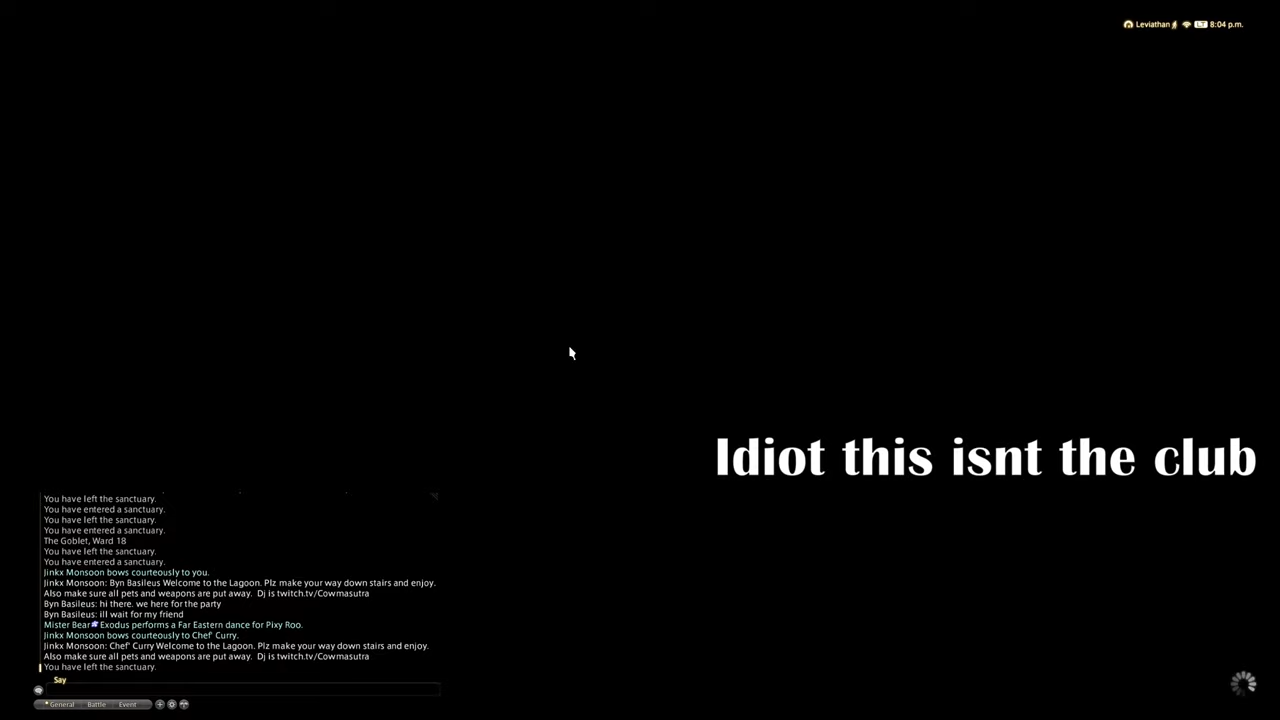 Leviathan LT 8:04 p.m.
Idiot this isnt the club
You have left the sanctuary.
You have entered a sanctuary.
You have left the sanctuary.
You have entered a sanctuary.
The Goblet, Ward 18
You have left the sanctuary.
You have entered a sanctuary.
Jinkx Monsoon bows courteously to you.
Jinkx Monsoon: Byn Basileus Welcome to the Lagoon. Plz make your way down stairs and enjoy.
Also make sure all pets and weapons are put away.  Dj is twitch.tv/Cowmasutra
Byn Basileus: hi there. we here for the party
Byn Basileus: ill wait for my friend
Mister Bear Exodus performs a Far Eastern dance for Pixy Roo.
Jinkx Monsoon bows courteously to Chef' Curry.
Jinkx Monsoon: Chef' Curry Welcome to the Lagoon. Plz make your way down stairs and enjoy.
Also make sure all pets and weapons are put away.  Dj is twitch.tv/Cowmasutra
You have left the sanctuary.
Say
General Battle Event